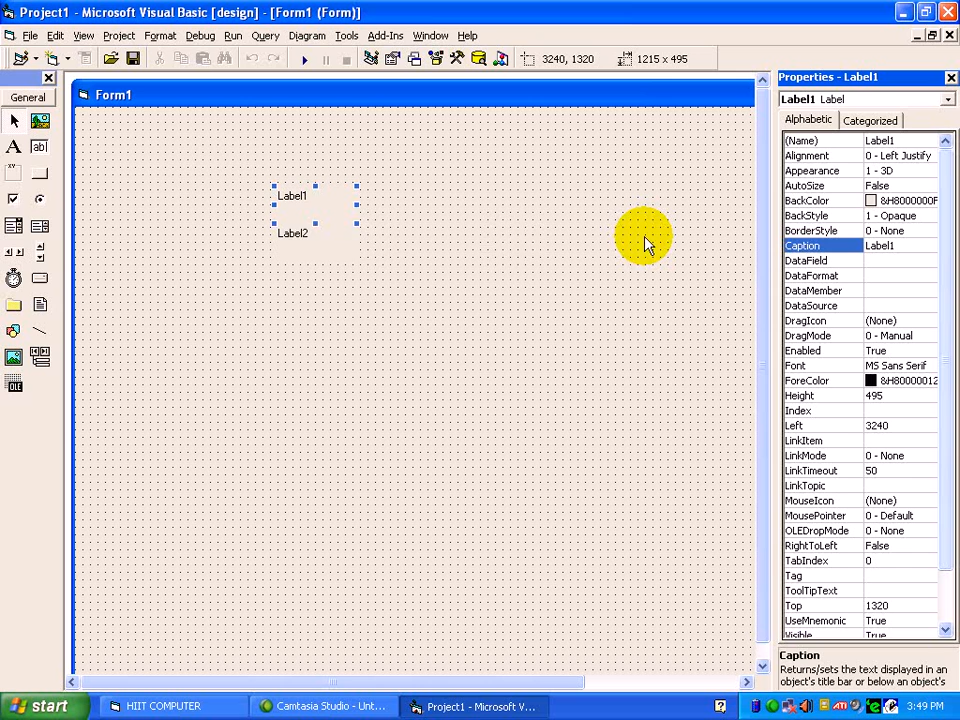 Project1 - Microsoft Visual Basic [design] - [Form1 (Form)]
File Edit View Project Format Debug Run Query Diagram Tools Add-Ins Window Help
3240, 1320 1215 x 495
General
A ab|
XY
OLE
Form1
Label1
Label2
Properties - Label1
Label1 Label
Alphabetic Categorized
(Name) Label1
Alignment 0 - Left Justify
Appearance 1 - 3D
AutoSize False
BackColor &H8000000F
BackStyle 1 - Opaque
BorderStyle 0 - None
Caption Label1
DataField
DataFormat
DataMember
DataSource
DragIcon (None)
DragMode 0 - Manual
Enabled True
Font MS Sans Serif
ForeColor &H80000012
Height 495
Index
Left 3240
LinkItem
LinkMode 0 - None
LinkTimeout 50
LinkTopic
MouseIcon (None)
MousePointer 0 - Default
OLEDropMode 0 - None
RightToLeft False
TabIndex 0
Tag
ToolTipText
Top 1320
UseMnemonic True
Visible True
Caption
Returns/sets the text displayed in an
object's title bar or below an object's
start HIIT COMPUTER Camtasia Studio - Unt... Project1 - Microsoft V... 3:49 PM